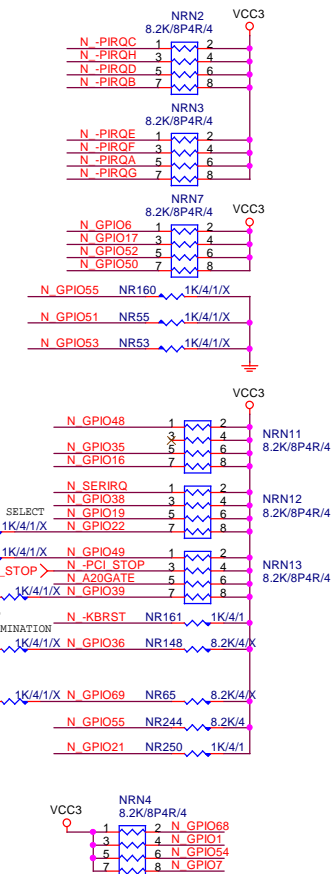 NRN2 VCC3
8.2K/8P4R/4
N_-PIRQC 1 2
N_-PIRQH 3 4
N_-PIRQD 5 6
N_-PIRQB 7 8
NRN3
8.2K/8P4R/4
N_-PIRQE 1 2
N_-PIRQF 3 4
N_-PIRQA 5 6
N_-PIRQG 7 8
NRN7
8.2K/8P4R/4 VCC3
N_GPIO6 1 2
N_GPIO17 3 4
N_GPIO52 5 6
N_GPIO50 7 8
N_GPIO55 NR160 1K/4/1/X
N_GPIO51 NR55 1K/4/1/X
N_GPIO53 NR53 1K/4/1/X
VCC3
N_GPIO48 1 2
3 4 NRN11
N_GPIO35 5 6 8.2K/8P4R/4
N_GPIO16 7 8
N_SERIRQ 1 2
N_GPIO38 3 4 NRN12
SELECT N_GPIO19 5 6 8.2K/8P4R/4
1K/4/1/X N_GPIO22 7 8
1K/4/1/X N_GPIO49 1 2
_STOP N_-PCI_STOP 3 4 NRN13
N_A20GATE 5 6 8.2K/8P4R/4
1K/4/1/X N_GPIO39 7 8
N_-KBRST NR161 1K/4/1
MINATION
1K/4/1/X N_GPIO36 NR148 8.2K/4/X
1K/4/1/X N_GPIO69 NR65 8.2K/4/X
N_GPIO55 NR244 8.2K/4
N_GPIO21 NR250 1K/4/1
NRN4
VCC3 8.2K/8P4R/4
1 2 N_GPIO68
3 4 N_GPIO1
5 6 N_GPIO54
7 8 N_GPIO7